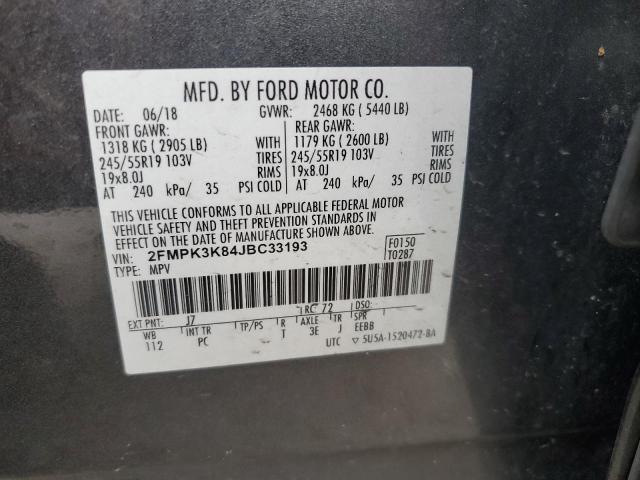 MFD. BY FORD MOTOR CO.
DATE: 06/18 GVWR: 2468 KG ( 5440 LB)
FRONT GAWR: REAR GAWR:
1318 KG ( 2905 LB) WITH 1179 KG ( 2600 LB) WITH
245/55R19 103V TIRES 245/55R19 103V TIRES
19x8.0J RIMS 19x8.0J RIMS
AT 240 kPa/ 35 PSI COLD AT 240 kPa/ 35 PSI COLD
THIS VEHICLE CONFORMS TO ALL APPLICABLE FEDERAL MOTOR
VEHICLE SAFETY AND THEFT PREVENTION STANDARDS IN
EFFECT ON THE DATE OF MANUFACTURE SHOWN ABOVE.
VIN: 2FMPK3K84JBC33193 F0150
TYPE: MPV T0287
EXT PNT: J7 RC: 72 DSO:
WB INT TR TP/PS R AXLE TR SPR
112 PC T 3E J EEBB
UTC ▽ 5U5A-1520472-BA